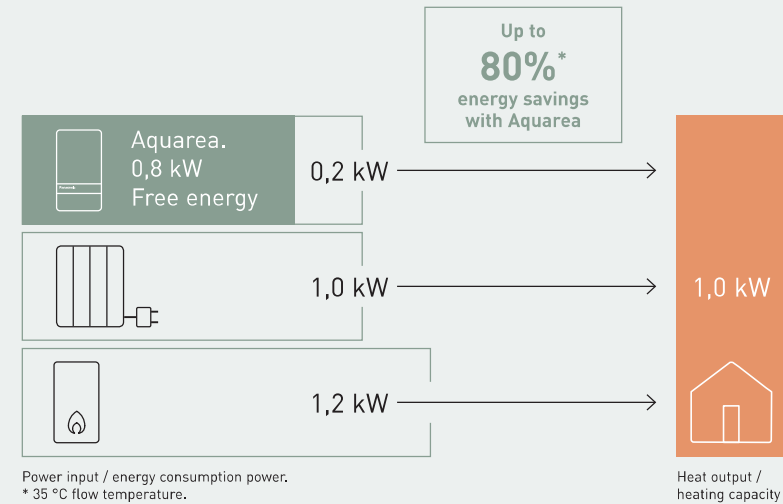 Up to
80%*
energy savings
with Aquarea
Aquarea.
0,8 kW
Free energy
0,2 kW
1,0 kW
1,0 kW
1,2 kW
Power input / energy consumption power.
* 35 °C flow temperature.
Heat output /
heating capacity